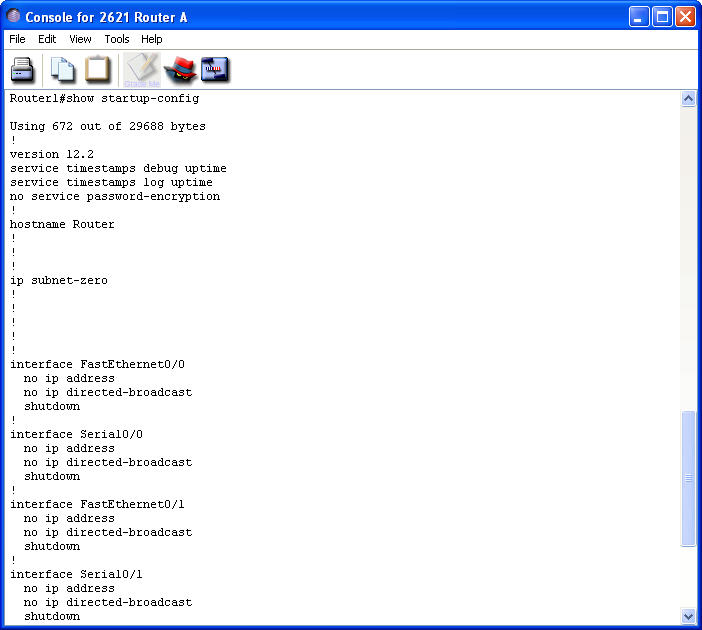 Console for 2621 Router A
File Edit View Tools Help
Grade Me
Router1#show startup-config
Using 672 out of 29688 bytes
!
version 12.2
service timestamps debug uptime
service timestamps log uptime
no service password-encryption
!
hostname Router
!
!
!
ip subnet-zero
!
!
!
!
!
interface FastEthernet0/0
  no ip address
  no ip directed-broadcast
  shutdown
!
interface Serial0/0
  no ip address
  no ip directed-broadcast
  shutdown
!
interface FastEthernet0/1
  no ip address
  no ip directed-broadcast
  shutdown
!
interface Serial0/1
  no ip address
  no ip directed-broadcast
  shutdown